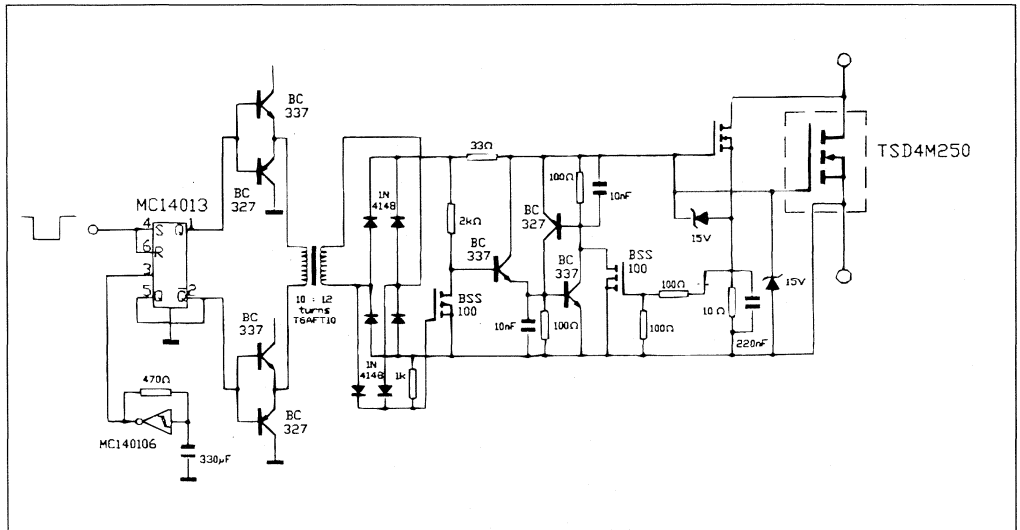 BC
337
BC
327
MC14013
4 S Q 1
6 R
3
5 Q Q 2
BC
337
BC
327
470Ω
MC140106
330µF
10 : 12
turns
T6AFT10
1N
4148
1N
4148
1k
33Ω
2kΩ
BSS
100
BC
337
10nF
100Ω
BC
327
BC
337
100Ω
10nF
BSS
100
100Ω
100Ω
15V
10Ω
220nF
15V
TSD4M250